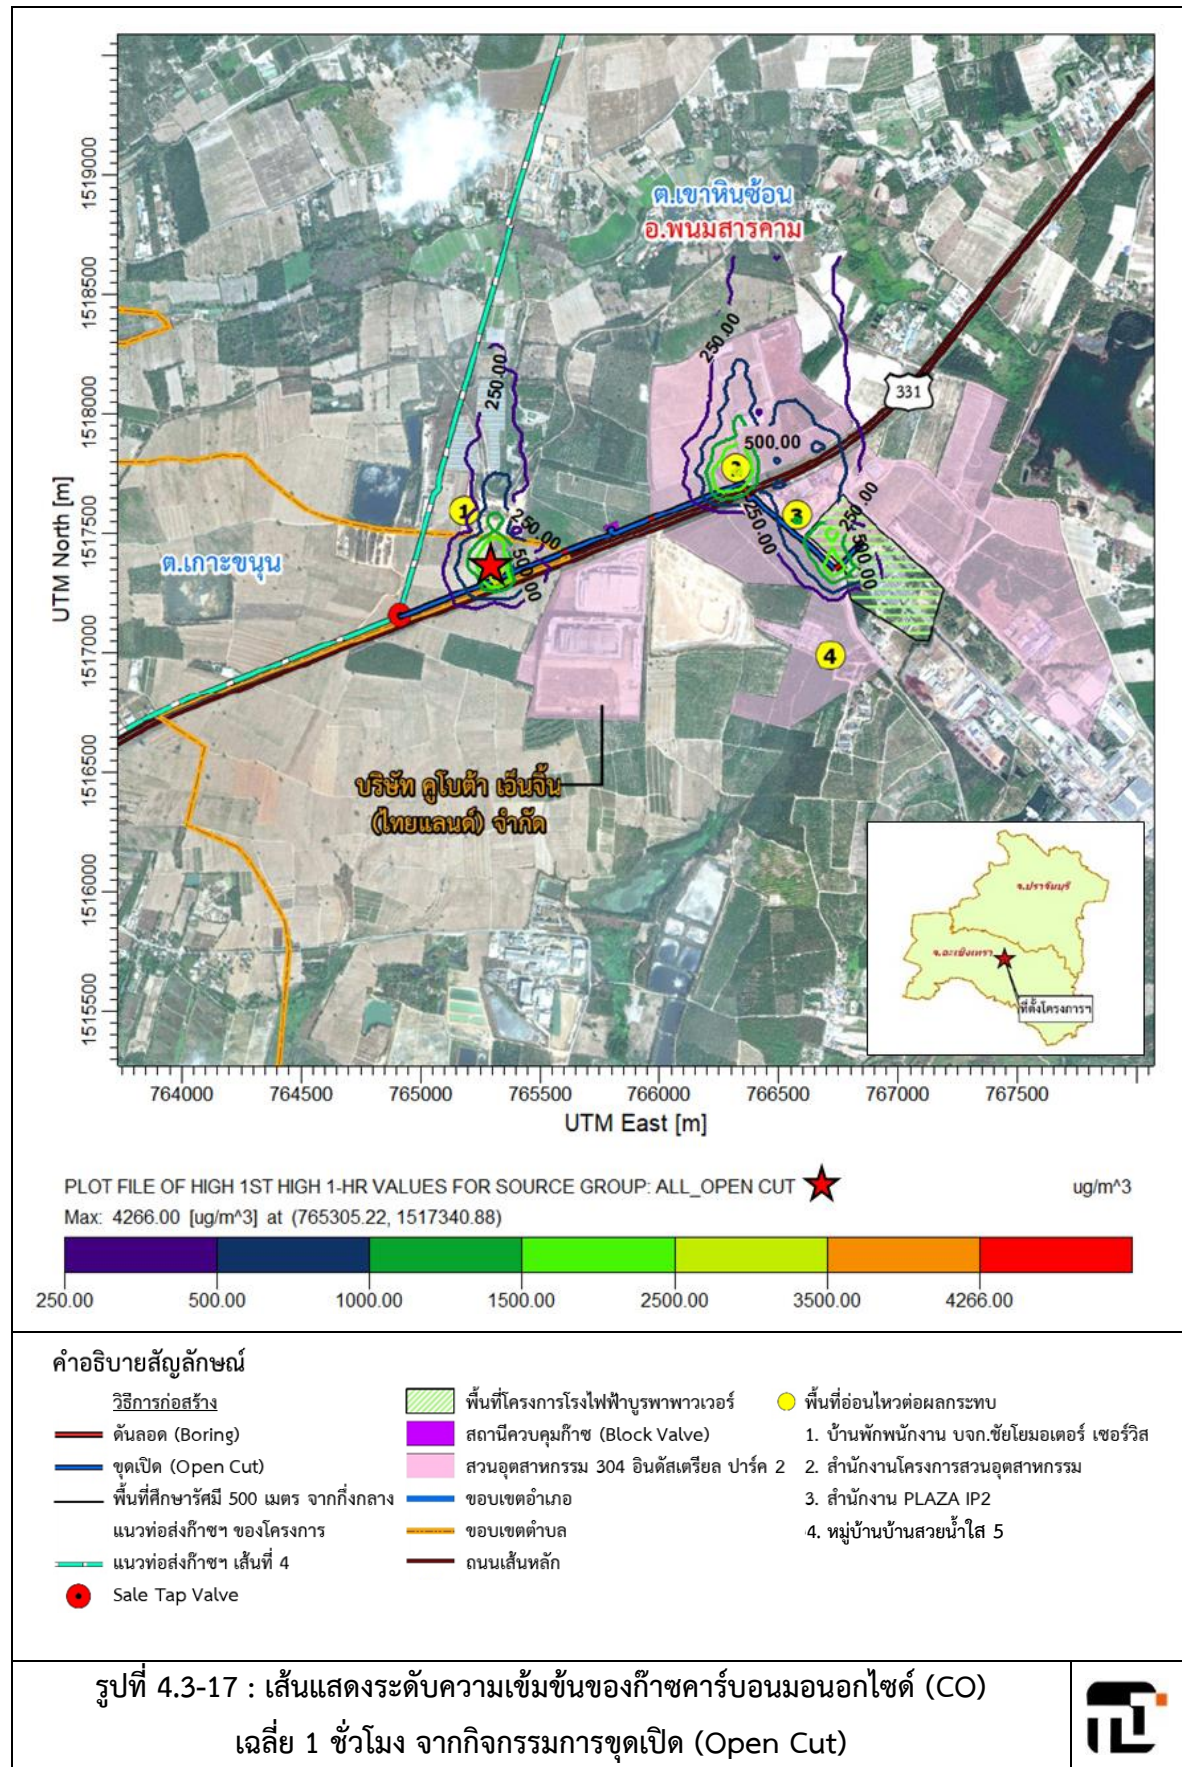 ต.เขาหินซ้อน
อ.พนมสารคาม
331
250.00
250.00
500.00
250.00
500.00
250.00
250.00
500.00
1
2
3
4
ต.เกาะขนุน
บริษัท คูโบต้า เอ็นจิ้น
(ไทยแลนด์) จำกัด
จ.ปราจีนบุรี
จ.ฉะเชิงเทรา
ที่ตั้งโครงการฯ
UTM North [m]
1519000
1518500
1518000
1517500
1517000
1516500
1516000
1515500
764000 764500 765000 765500 766000 766500 767000 767500
UTM East [m]
PLOT FILE OF HIGH 1ST HIGH 1-HR VALUES FOR SOURCE GROUP: ALL_OPEN CUT ug/m^3
Max: 4266.00 [ug/m^3] at (765305.22, 1517340.88)
250.00 500.00 1000.00 1500.00 2500.00 3500.00 4266.00
คำอธิบายสัญลักษณ์
วิธีการก่อสร้าง
ดันลอด (Boring)
ขุดเปิด (Open Cut)
พื้นที่ศึกษารัศมี 500 เมตร จากกึ่งกลาง
แนวท่อส่งก๊าซฯ ของโครงการ
แนวท่อส่งก๊าซฯ เส้นที่ 4
Sale Tap Valve
พื้นที่โครงการโรงไฟฟ้าบูรพาพาวเวอร์
สถานีควบคุมก๊าซ (Block Valve)
สวนอุตสาหกรรม 304 อินดัสเตรียล ปาร์ค 2
ขอบเขตอำเภอ
ขอบเขตตำบล
ถนนเส้นหลัก
พื้นที่อ่อนไหวต่อผลกระทบ
1. บ้านพักพนักงาน บจก.ชัยโยมอเตอร์ เซอร์วิส
2. สำนักงานโครงการสวนอุตสาหกรรม
3. สำนักงาน PLAZA IP2
4. หมู่บ้านบ้านสวยน้ำใส 5
รูปที่ 4.3-17 : เส้นแสดงระดับความเข้มข้นของก๊าซคาร์บอนมอนอกไซด์ (CO)
เฉลี่ย 1 ชั่วโมง จากกิจกรรมการขุดเปิด (Open Cut)